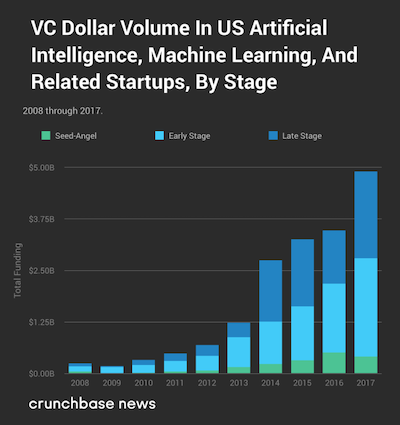 VC Dollar Volume In US Artificial
Intelligence, Machine Learning, And
Related Startups, By Stage
2008 through 2017.
Seed-Angel Early Stage Late Stage
$5.00B
$3.75B
$2.50B
$1.25B
$0.00B
Total Funding
2008 2009 2010 2011 2012 2013 2014 2015 2016 2017
crunchbase news